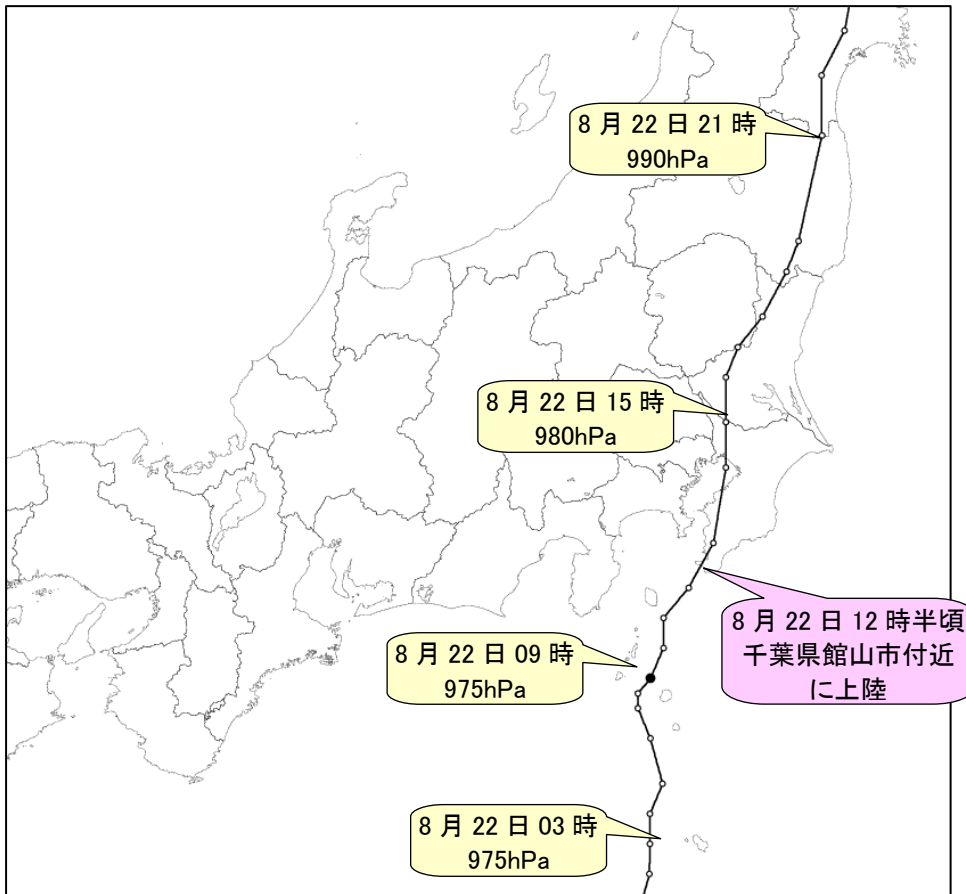 8 月 22 日 21 時
990hPa
8 月 22 日 15 時
980hPa
8 月 22 日 12 時半頃
千葉県館山市付近
に上陸
8 月 22 日 09 時
975hPa
8 月 22 日 03 時
975hPa